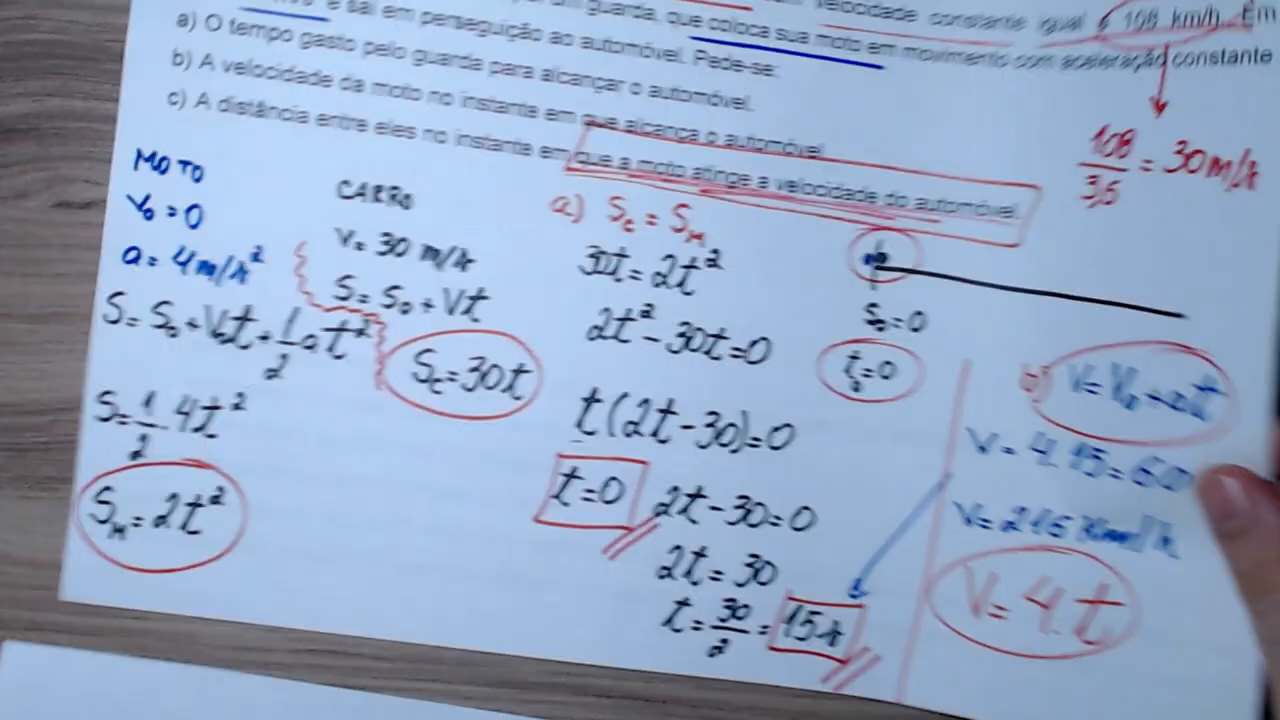 velocidade constante igual a 108 km/h. Em
e sai em perseguição ao automóvel. Pede-se:
um guarda, que coloca sua moto em movimento com aceleração constante
a) O tempo gasto pelo guarda para alcançar o automóvel.
b) A velocidade da moto no instante em que alcança o automóvel
c) A distância entre eles no instante em que a moto atinge a velocidade do automóvel.
108/3,6 = 30m/s
MOTO
V₀ = 0
a = 4m/s²
S = S₀ + V₀t + 1/2 at²
S = 1/2 . 4t²
S_M = 2t²
CARRO
V = 30 m/s
S = S₀ + Vt
S_C = 30t
a) S_C = S_M
30t = 2t²
2t² - 30t = 0
t(2t - 30) = 0
t = 0
2t - 30 = 0
2t = 30
t = 30/2 = 15s
S₀ = 0
t₀ = 0
b) V = V₀ + at
V = 4.15 = 60
V = 216 Km/h
V = 4.t